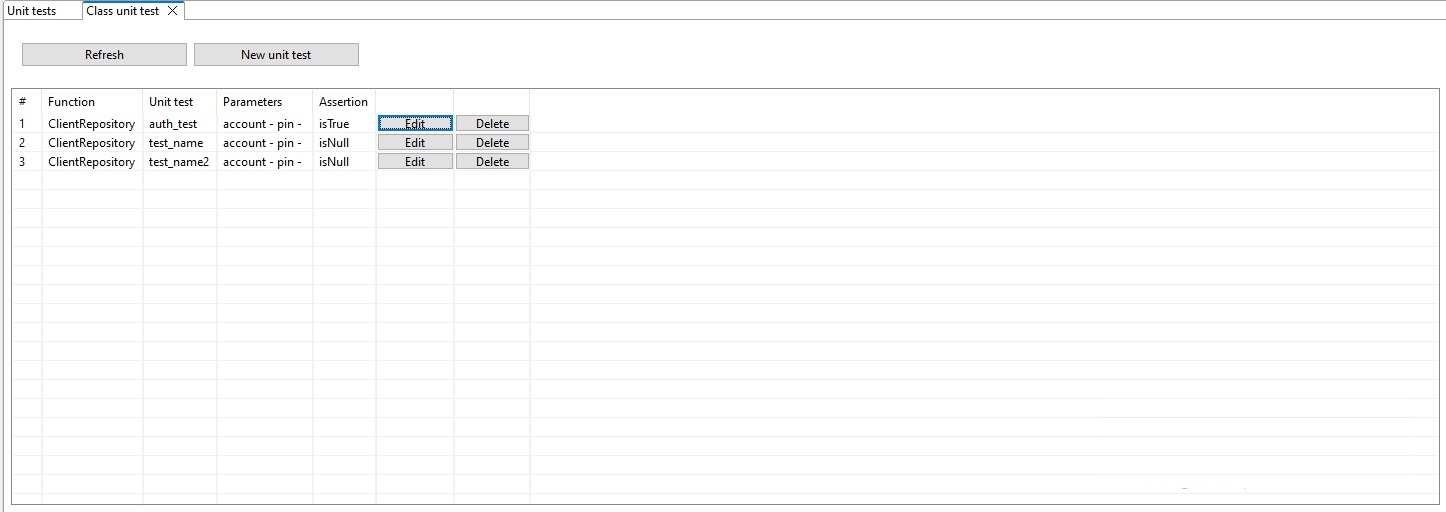 Unit tests Class unit test
Refresh New unit test
# Function Unit test Parameters Assertion
1 ClientRepository auth_test account - pin - isTrue Edit Delete
2 ClientRepository test_name account - pin - isNull Edit Delete
3 ClientRepository test_name2 account - pin - isNull Edit Delete